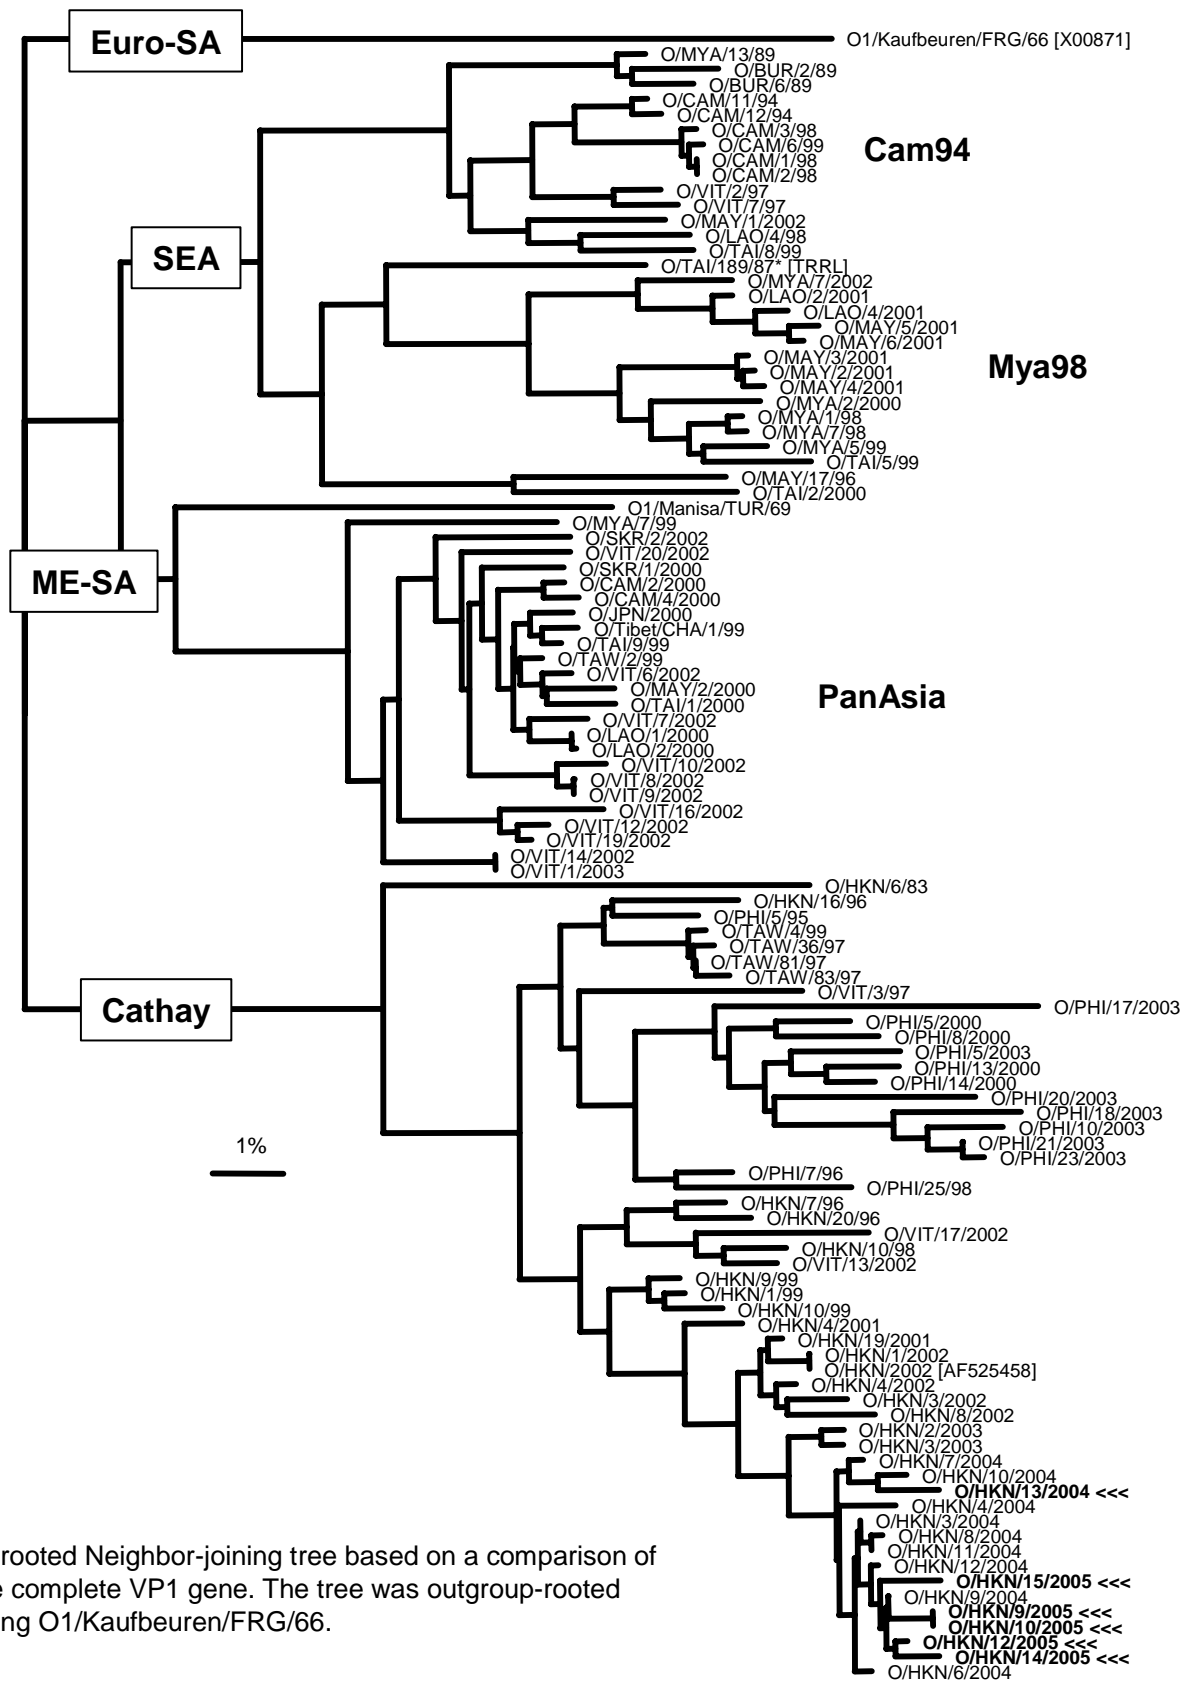 Euro-SA
O1/Kaufbeuren/FRG/66 [X00871]
O/MYA/13/89
O/BUR/2/89
O/BUR/6/89
O/CAM/11/94
O/CAM/12/94
O/CAM/3/98
O/CAM/6/99
O/CAM/1/98
O/CAM/2/98
Cam94
O/VIT/2/97
O/VIT/7/97
O/MAY/1/2002
O/LAO/4/98
O/TAI/8/99
SEA
O/TAI/189/87* [TRRL]
O/MYA/7/2002
O/LAO/2/2001
O/LAO/4/2001
O/MAY/5/2001
O/MAY/6/2001
O/MAY/3/2001
O/MAY/2/2001
O/MAY/4/2001
Mya98
O/MYA/2/2000
O/MYA/1/98
O/MYA/7/98
O/MYA/5/99
O/TAI/5/99
O/MAY/17/96
O/TAI/2/2000
O1/Manisa/TUR/69
O/MYA/7/99
O/SKR/2/2002
O/VIT/20/2002
O/SKR/1/2000
ME-SA
O/CAM/2/2000
O/CAM/4/2000
O/JPN/2000
O/Tibet/CHA/1/99
O/TAI/9/99
O/TAW/2/99
O/VIT/6/2002
O/MAY/2/2000
O/TAI/1/2000
PanAsia
O/VIT/7/2002
O/LAO/1/2000
O/LAO/2/2000
O/VIT/10/2002
O/VIT/8/2002
O/VIT/9/2002
O/VIT/16/2002
O/VIT/12/2002
O/VIT/19/2002
O/VIT/14/2002
O/VIT/1/2003
O/HKN/6/83
O/HKN/16/96
O/PHI/5/95
O/TAW/4/99
O/TAW/36/97
O/TAW/81/97
O/TAW/83/97
O/VIT/3/97
O/PHI/17/2003
Cathay
O/PHI/5/2000
O/PHI/8/2000
O/PHI/5/2003
O/PHI/13/2000
O/PHI/14/2000
O/PHI/20/2003
O/PHI/18/2003
O/PHI/10/2003
O/PHI/21/2003
O/PHI/23/2003
1%
O/PHI/7/96
O/PHI/25/98
O/HKN/7/96
O/HKN/20/96
O/VIT/17/2002
O/HKN/10/98
O/VIT/13/2002
O/HKN/9/99
O/HKN/1/99
O/HKN/10/99
O/HKN/4/2001
O/HKN/19/2001
O/HKN/1/2002
O/HKN/2002 [AF525458]
O/HKN/4/2002
O/HKN/3/2002
O/HKN/8/2002
O/HKN/2/2003
O/HKN/3/2003
O/HKN/7/2004
O/HKN/10/2004
O/HKN/13/2004 <<<
O/HKN/4/2004
O/HKN/3/2004
O/HKN/8/2004
O/HKN/11/2004
O/HKN/12/2004
O/HKN/15/2005 <<<
O/HKN/9/2004
O/HKN/9/2005 <<<
O/HKN/10/2005 <<<
O/HKN/12/2005 <<<
O/HKN/14/2005 <<<
O/HKN/6/2004
rooted Neighbor-joining tree based on a comparison of
e complete VP1 gene. The tree was outgroup-rooted
ng O1/Kaufbeuren/FRG/66.